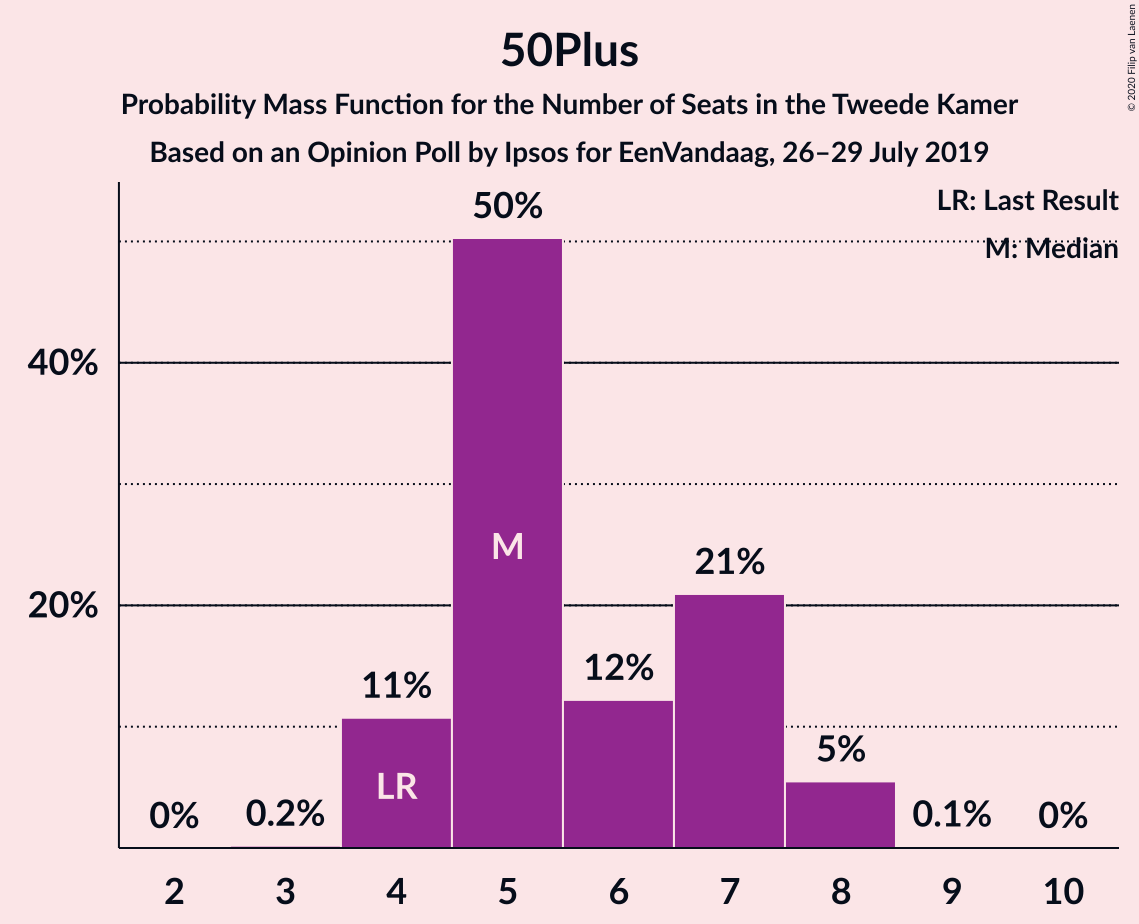 50Plus
Probability Mass Function for the Number of Seats in the Tweede Kamer
Based on an Opinion Poll by Ipsos for EenVandaag, 26–29 July 2019
© 2020 Filip van Laenen
LR: Last Result
M: Median
50%
40%
M
21%
20%
12%
11%
5%
LR
0%
0.2%
0.1%
0%
2 3 4 5 6 7 8 9 10